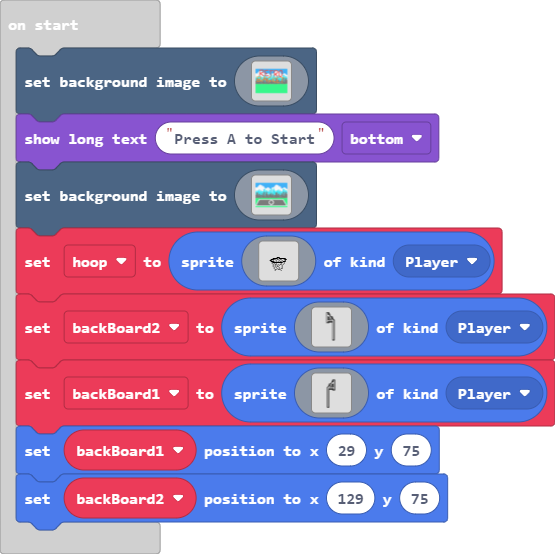 on start
set background image to
show long text "Press A to Start" bottom
set background image to
set hoop to sprite of kind Player
set backBoard2 to sprite of kind Player
set backBoard1 to sprite of kind Player
set backBoard1 position to x 29 y 75
set backBoard2 position to x 129 y 75